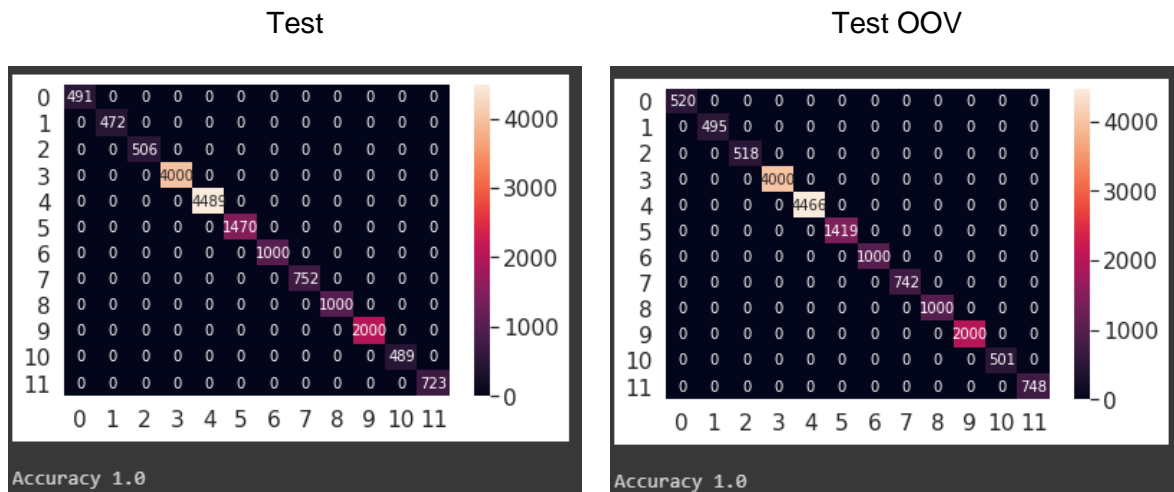 Test
0 491 0 0 0 0 0 0 0 0 0 0 0
1 0 472 0 0 0 0 0 0 0 0 0 0
2 0 0 506 0 0 0 0 0 0 0 0 0
3 0 0 0 4000 0 0 0 0 0 0 0 0
4 0 0 0 0 4489 0 0 0 0 0 0 0
5 0 0 0 0 0 1470 0 0 0 0 0 0
6 0 0 0 0 0 0 1000 0 0 0 0 0
7 0 0 0 0 0 0 0 752 0 0 0 0
8 0 0 0 0 0 0 0 0 1000 0 0 0
9 0 0 0 0 0 0 0 0 0 2000 0 0
10 0 0 0 0 0 0 0 0 0 0 489 0
11 0 0 0 0 0 0 0 0 0 0 0 723
0 1 2 3 4 5 6 7 8 9 10 11
4000
3000
2000
1000
0
Accuracy 1.0
Test OOV
0 520 0 0 0 0 0 0 0 0 0 0 0
1 0 495 0 0 0 0 0 0 0 0 0 0
2 0 0 518 0 0 0 0 0 0 0 0 0
3 0 0 0 4000 0 0 0 0 0 0 0 0
4 0 0 0 0 4466 0 0 0 0 0 0 0
5 0 0 0 0 0 1419 0 0 0 0 0 0
6 0 0 0 0 0 0 1000 0 0 0 0 0
7 0 0 0 0 0 0 0 742 0 0 0 0
8 0 0 0 0 0 0 0 0 1000 0 0 0
9 0 0 0 0 0 0 0 0 0 2000 0 0
10 0 0 0 0 0 0 0 0 0 0 501 0
11 0 0 0 0 0 0 0 0 0 0 0 748
0 1 2 3 4 5 6 7 8 9 10 11
4000
3000
2000
1000
0
Accuracy 1.0